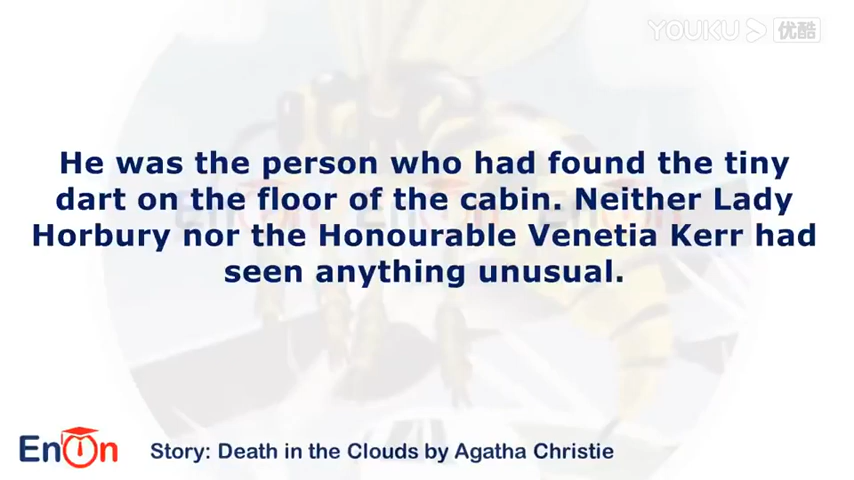 YOUKU 优酷
He was the person who had found the tiny
dart on the floor of the cabin. Neither Lady
Horbury nor the Honourable Venetia Kerr had
seen anything unusual.
EnOn
Story: Death in the Clouds by Agatha Christie